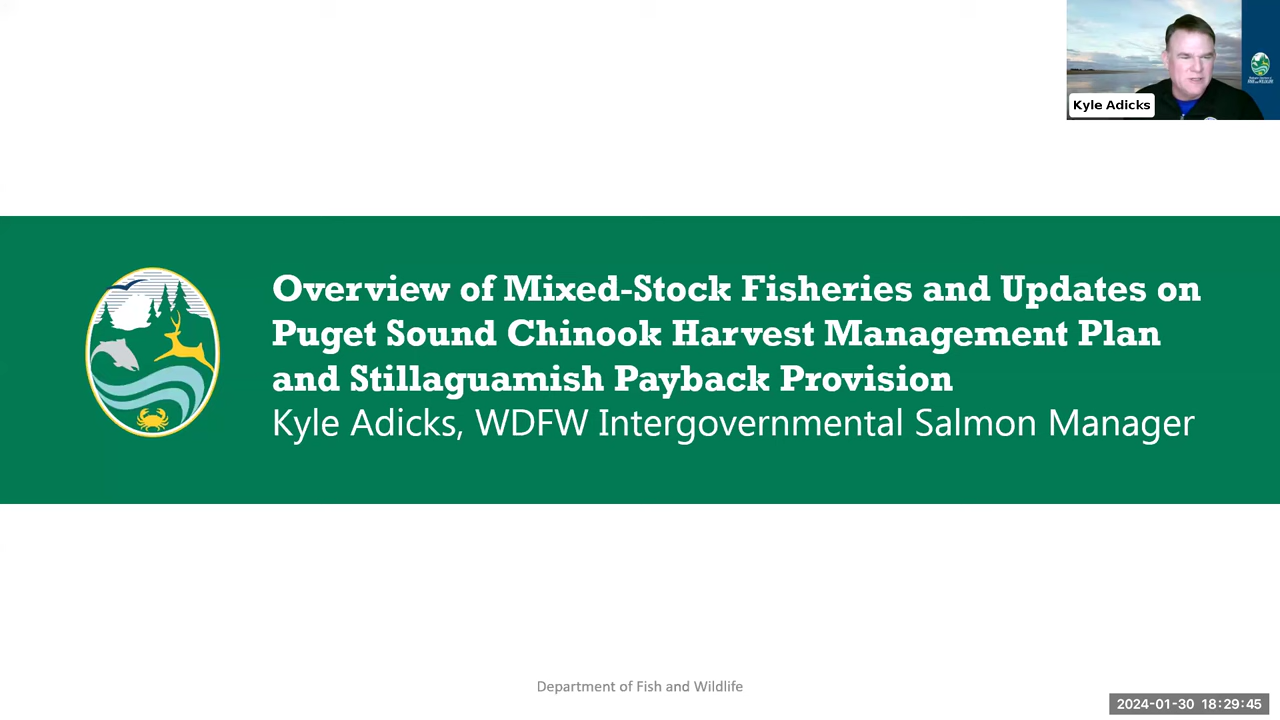 Kyle Adicks
Overview of Mixed-Stock Fisheries and Updates on
Puget Sound Chinook Harvest Management Plan
and Stillaguamish Payback Provision
Kyle Adicks, WDFW Intergovernmental Salmon Manager
Department of Fish and Wildlife
2024-01-30 18:29:45